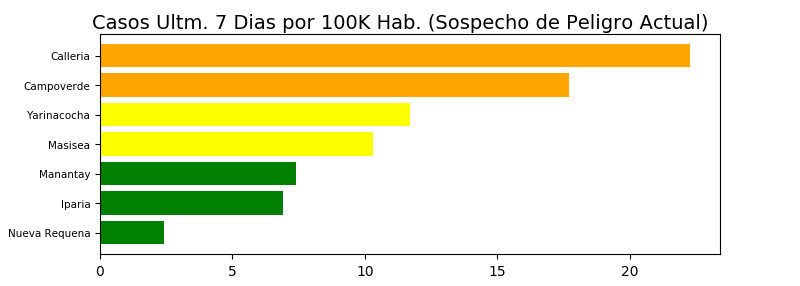 Casos Ultm. 7 Dias por 100K Hab. (Sospecho de Peligro Actual)
Calleria
Campoverde
Yarinacocha
Masisea
Manantay
Iparia
Nueva Requena
0 5 10 15 20